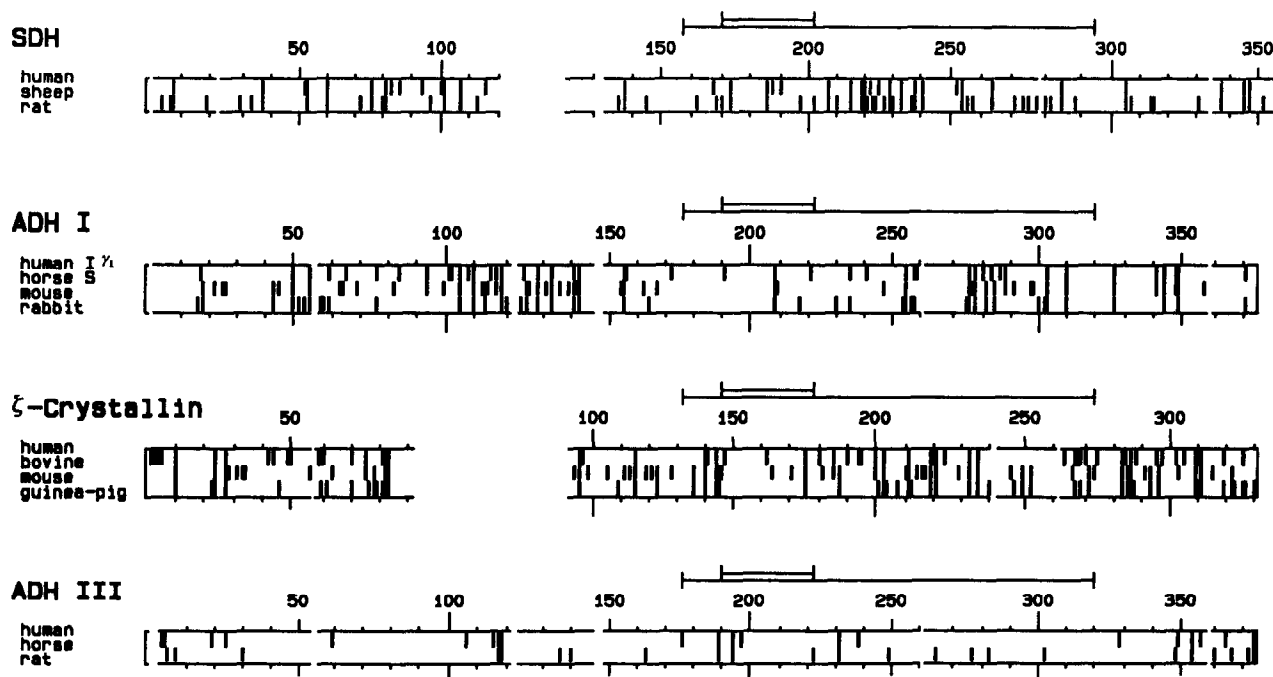 SDH
50 100 150 200 250 300 350
human
sheep
rat
ADH I
50 100 150 200 250 300 350
human I γ1
horse S
mouse
rabbit
ζ-Crystallin
50 100 150 200 250 300
human
bovine
mouse
guinea-pig
ADH III
50 100 150 200 250 300 350
human
horse
rat